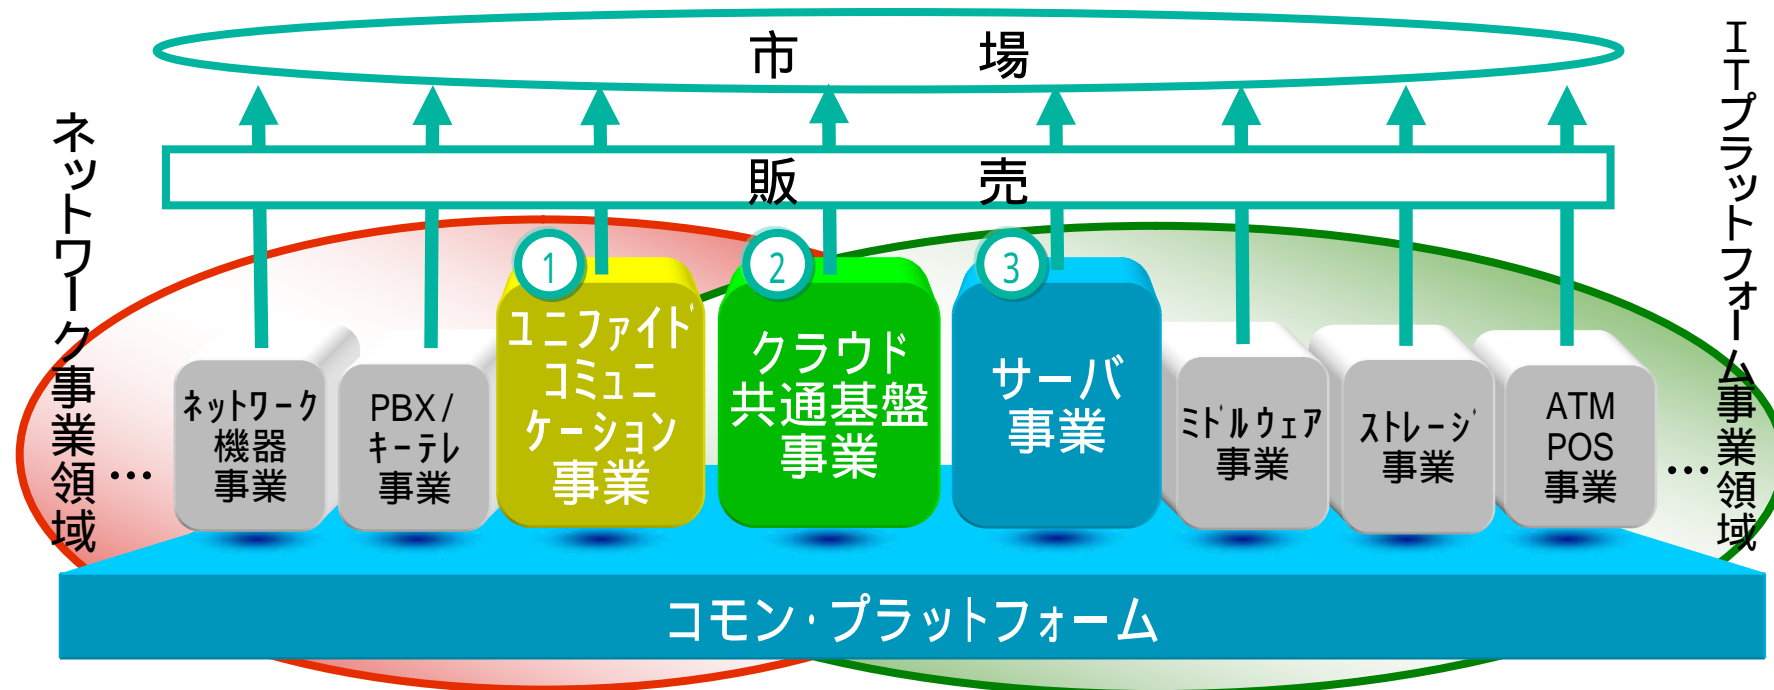 市 場
販 売
ネットワーク事業領域
ITプラットフォーム事業領域
1
2
3
ネットワーク
機器
事業
PBX/
キーテレ
事業
ユニファイド
コミュニ
ケーション
事業
クラウド
共通基盤
事業
サーバ
事業
ミドルウェア
事業
ストレージ
事業
ATM
POS
事業
…
…
コモン・プラットフォーム